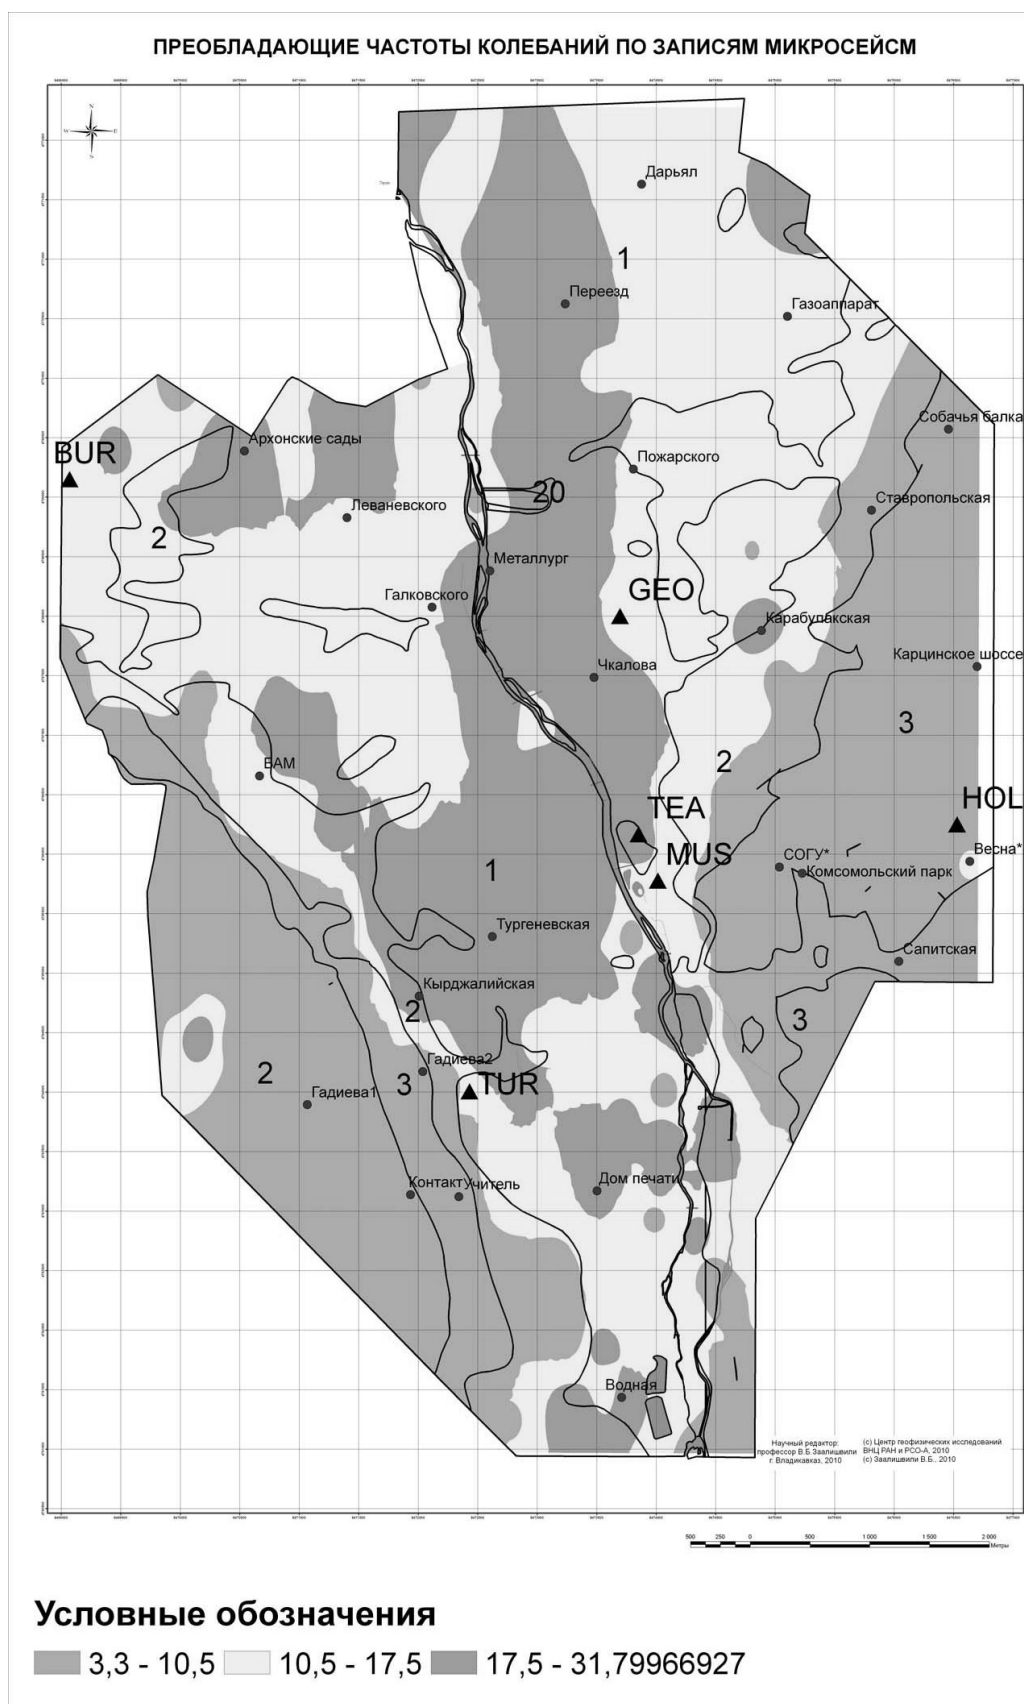 ПРЕОБЛАДАЮЩИЕ ЧАСТОТЫ КОЛЕБАНИЙ ПО ЗАПИСЯМ МИКРОСЕЙСМ
N
W E
S
Дарьял
1
Переезд
Газоаппарат
Собачья балка
Архонские сады
BUR
Пожарского
20
Ставропольская
Леваневского
2
Металлург
GEO
Галковского
Карабулакская
Карцинское шоссе
Чкалова
3
2
БАМ
HOL
TEA
MUS
СОГУ*
Весна*
Комсомольский парк
1
Тургеневская
Сапитская
Кырджалийская
2
3
Гадиева2
2
3
TUR
Гадиева1
Контакт
Учитель
Дом печати
Водная
Научный редактор:
профессор В.Б.Заалишвили
г. Владикавказ, 2010
(с) Центр геофизических исследований
ВНЦ РАН и РСО-А, 2010
(с) Заалишвили В.Б., 2010
500 250 0 500 1 000 1 500 2 000
Метры
Условные обозначения
3,3 - 10,5 10,5 - 17,5 17,5 - 31,79966927